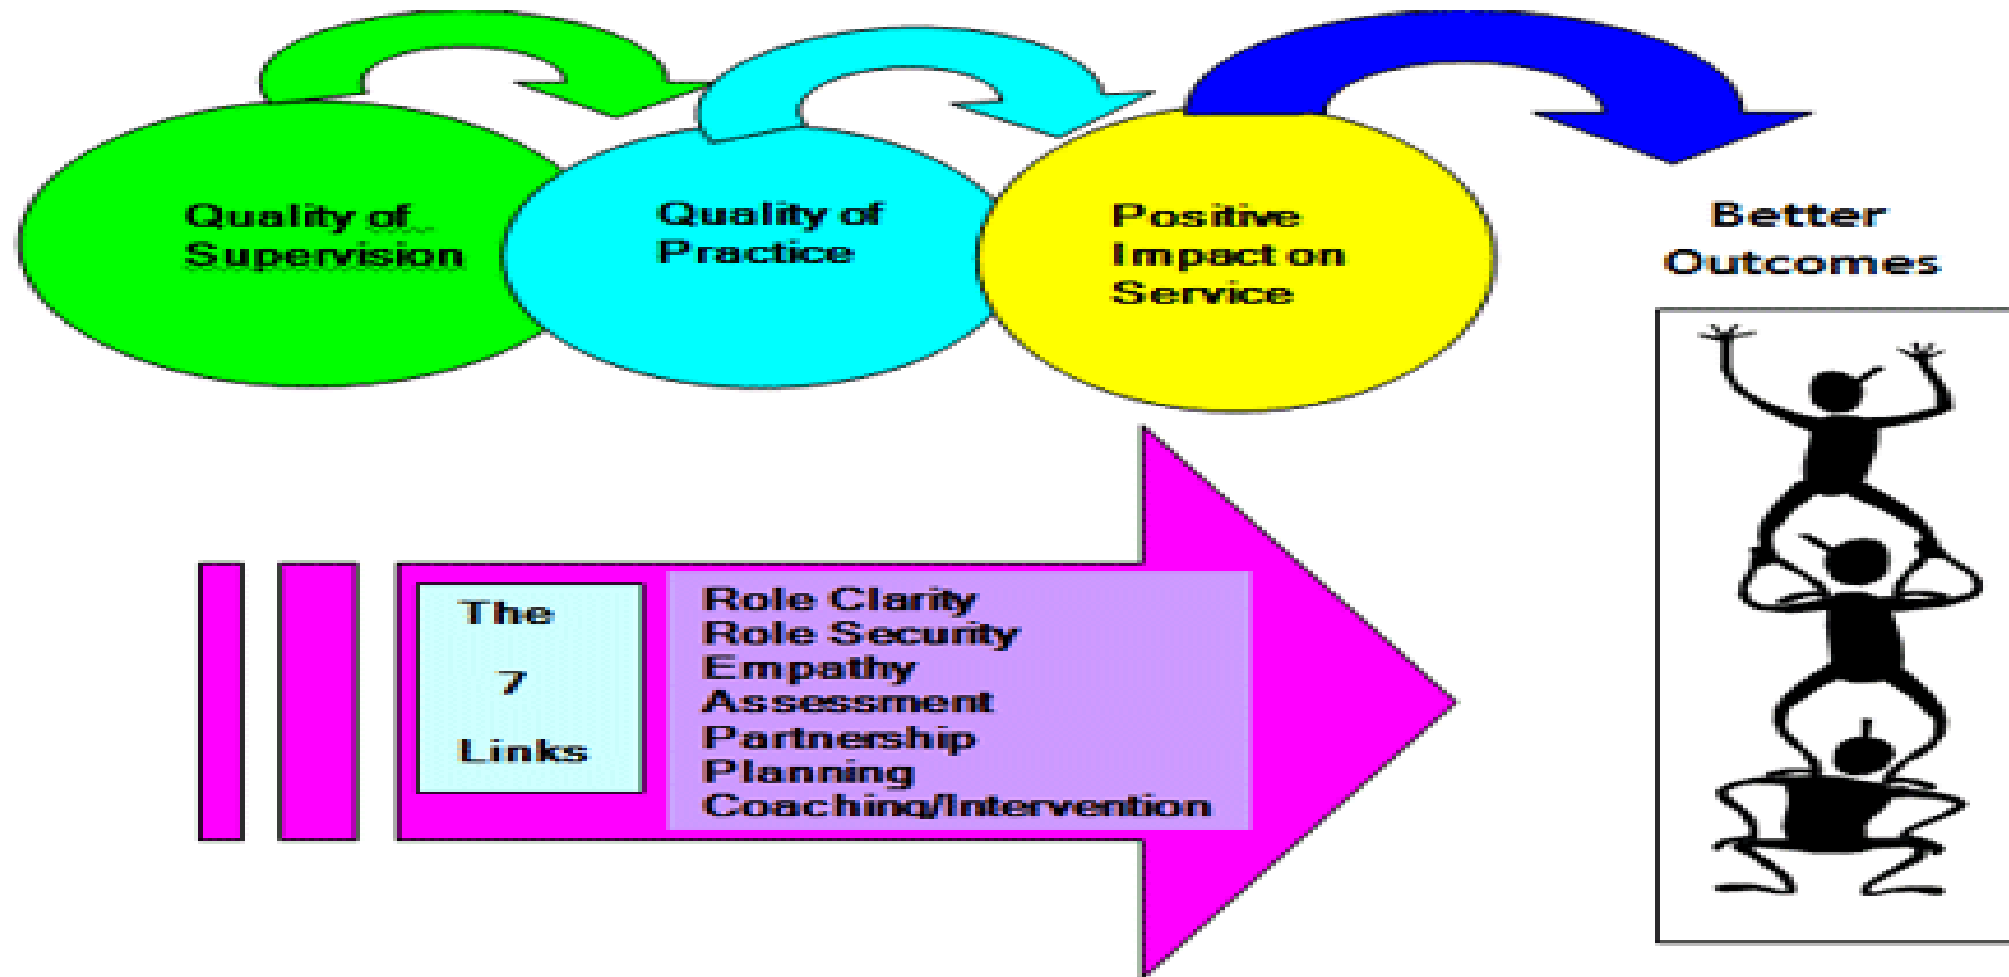 Quality of
Supervision
Quality of
Practice
Positive
Impact on
Service
Better
Outcomes
The
7
Links
Role Clarity
Role Security
Empathy
Assessment
Partnership
Planning
Coaching/Intervention